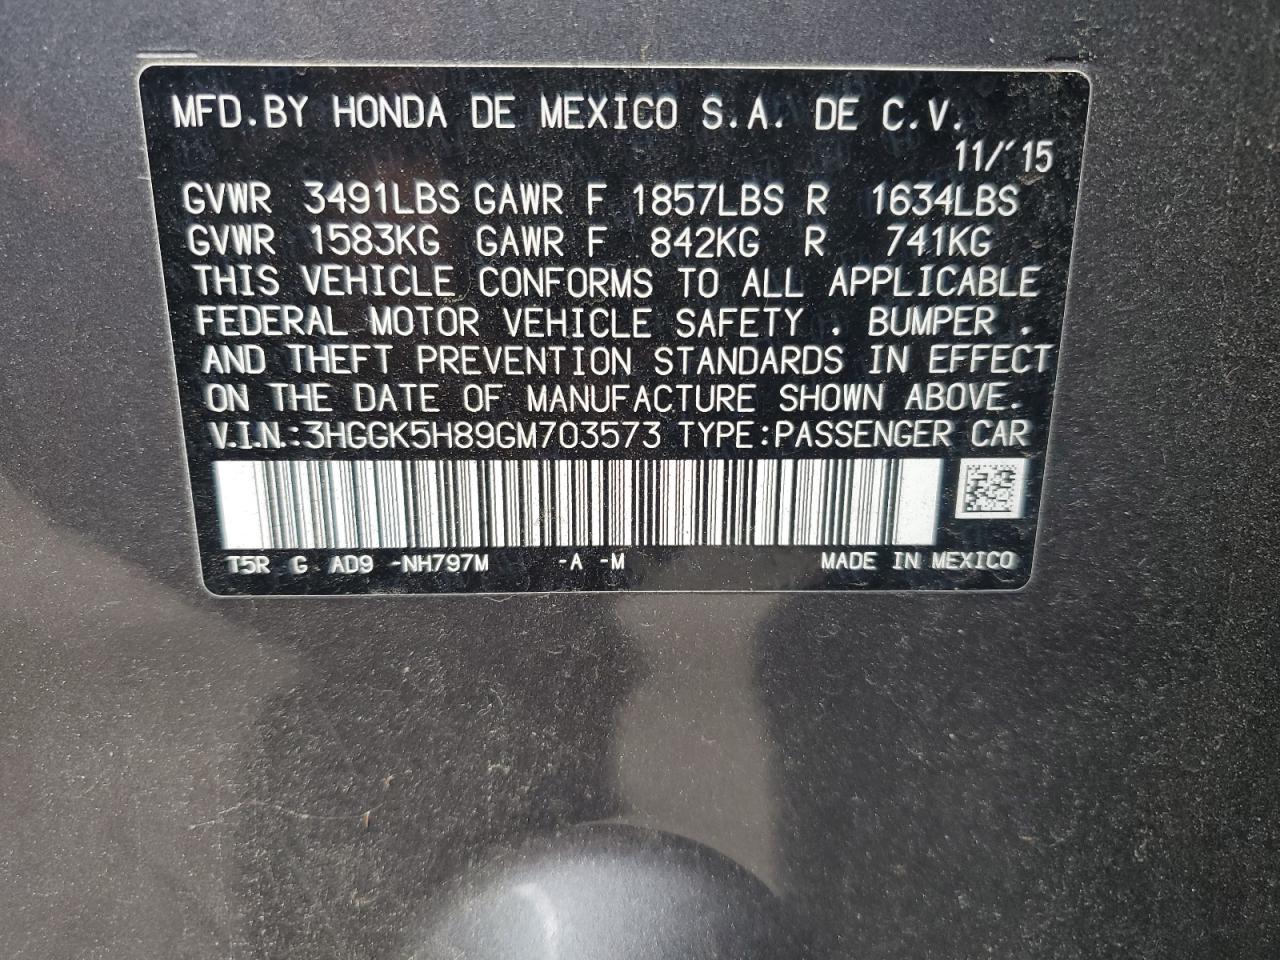 MFD.BY HONDA DE MEXICO S.A. DE C.V.
11/´15
GVWR 3491LBS GAWR F 1857LBS R 1634LBS
GVWR 1583KG GAWR F 842KG R 741KG
THIS VEHICLE CONFORMS TO ALL APPLICABLE
FEDERAL MOTOR VEHICLE SAFETY . BUMPER .
AND THEFT PREVENTION STANDARDS IN EFFECT
ON THE DATE OF MANUFACTURE SHOWN ABOVE.
V.I.N.:3HGGK5H89GM703573 TYPE:PASSENGER CAR
T5R G AD9 -NH797M -A -M MADE IN MEXICO